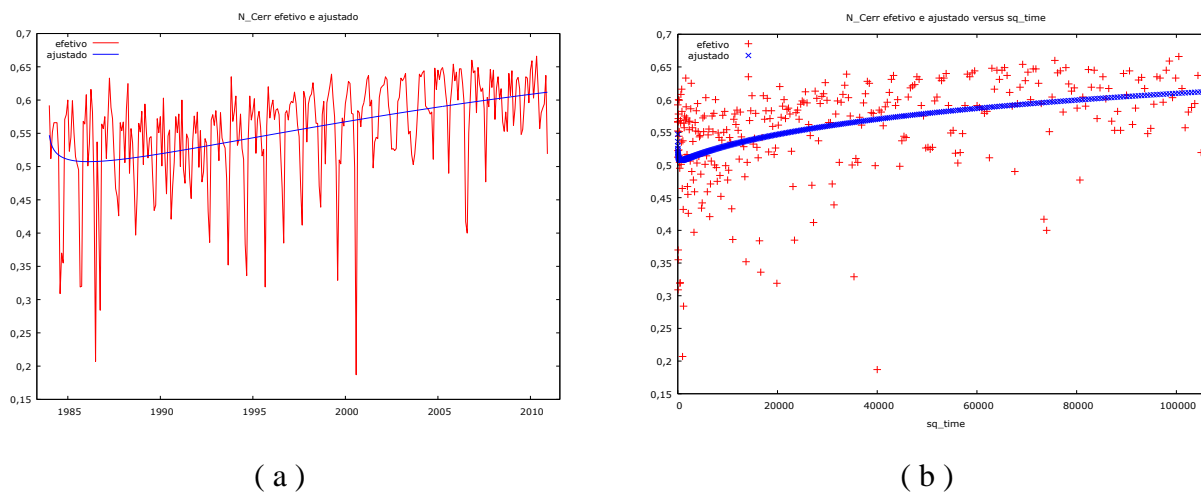 N_Cerr efetivo e ajustado
0,7
0,65
0,6
0,55
0,5
0,45
0,4
0,35
0,3
0,25
0,2
0,15
efetivo
ajustado
1985 1990 1995 2000 2005 2010
( a )
N_Cerr efetivo e ajustado versus sq_time
0,7
0,65
0,6
0,55
0,5
0,45
0,4
0,35
0,3
0,25
0,2
0,15
efetivo
ajustado
0 20000 40000 60000 80000 100000
sq_time
( b )